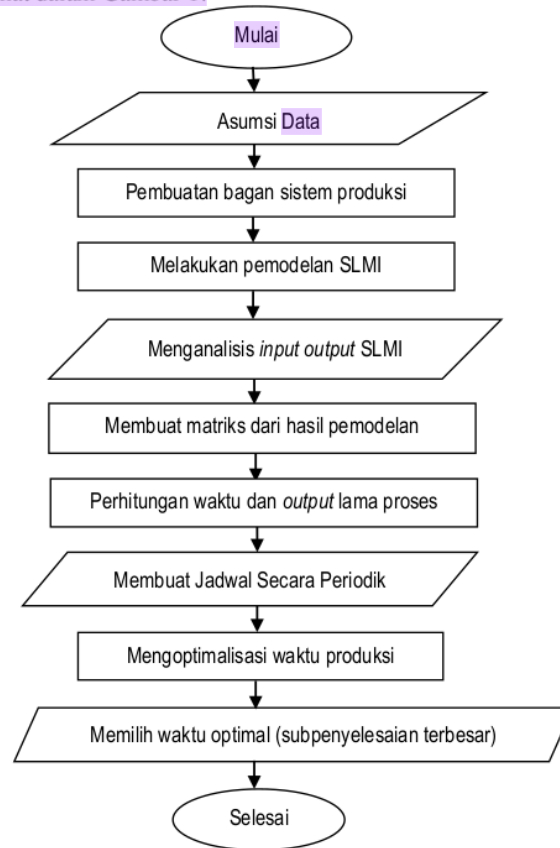 Mulai
Asumsi Data
Pembuatan bagan sistem produksi
Melakukan pemodelan SLMI
Menganalisis input output SLMI
Membuat matriks dari hasil pemodelan
Perhitungan waktu dan output lama proses
Membuat Jadwal Secara Periodik
Mengoptimalisasi waktu produksi
Memilih waktu optimal (subpenyelesaian terbesar)
Selesai